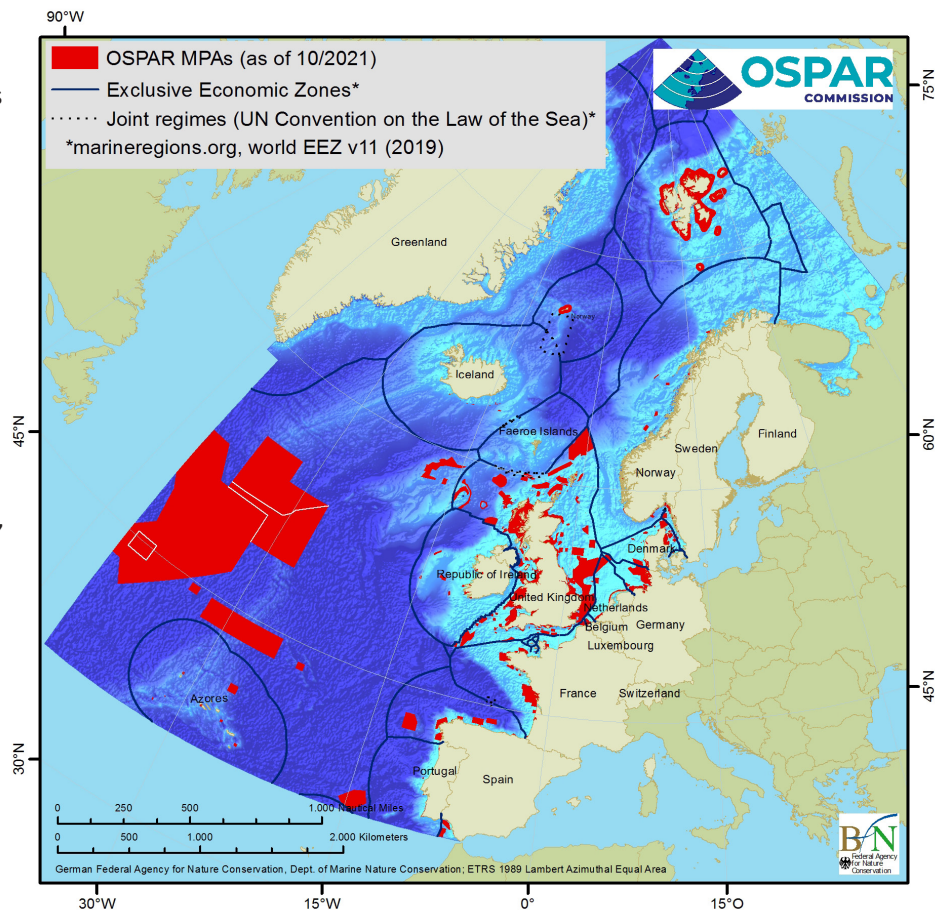 90°W
OSPAR MPAs (as of 10/2021)
Exclusive Economic Zones*
Joint regimes (UN Convention on the Law of the Sea)*
*marineregions.org, world EEZ v11 (2019)
OSPAR
COMMISSION
75°N
Greenland
Norway
Iceland
45°N
Faeroe Islands
Finland
60°N
Sweden
Norway
Denmark
Republic of Ireland
United Kingdom
Netherlands
Belgium
Germany
Luxembourg
45°N
Azores
France
Switzerland
30°N
Portugal
Spain
0 250 500 1.000 Nautical Miles
0 500 1.000 2.000 Kilometers
BfN
Federal Agency
for Nature
Conservation
German Federal Agency for Nature Conservation, Dept. of Marine Nature Conservation; ETRS 1989 Lambert Azimuthal Equal Area
30°W
15°W
0°
15°O